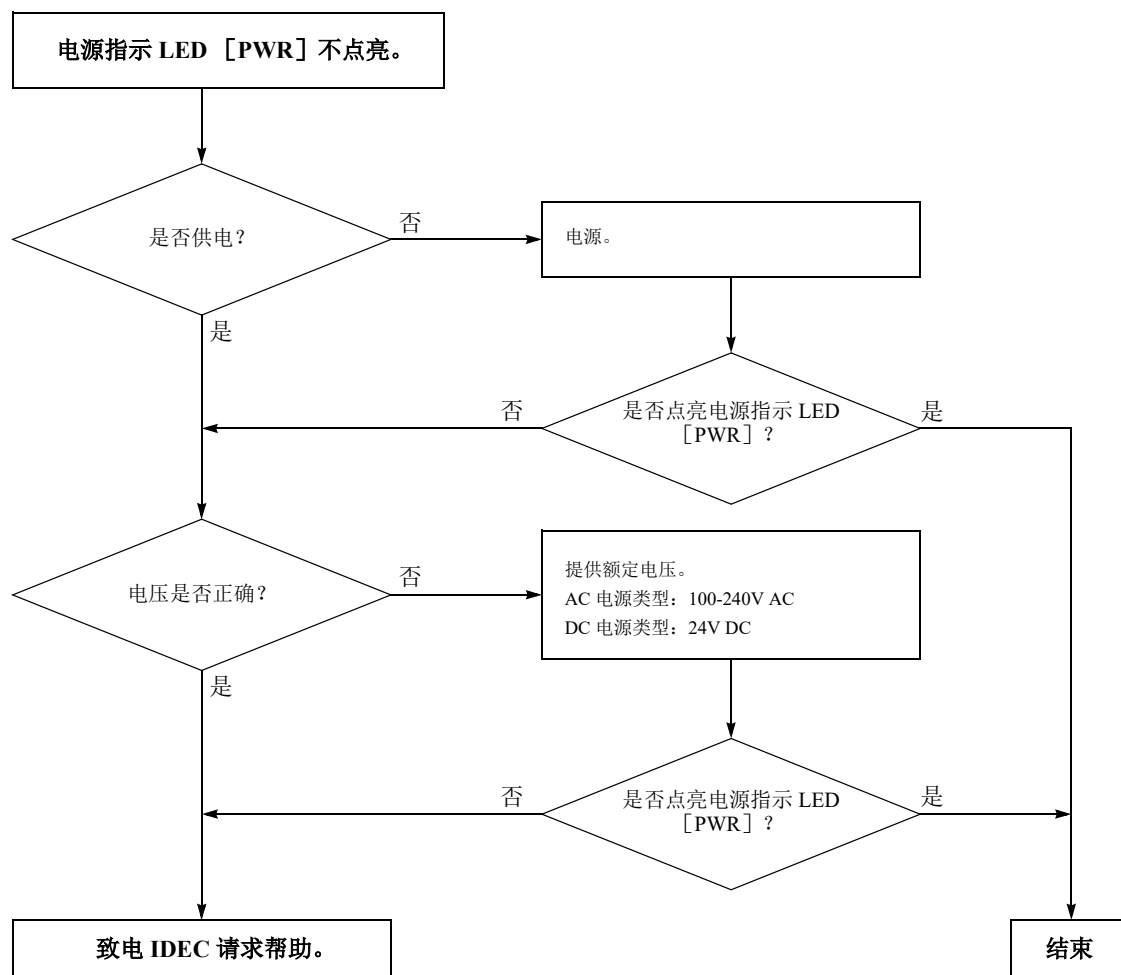 电源指示 LED［PWR］不点亮。
是否供电？
否
电源。
是
否
是否点亮电源指示 LED
［PWR］？
是
电压是否正确？
否
提供额定电压。
AC 电源类型：100-240V AC
DC 电源类型：24V DC
是
否
是否点亮电源指示 LED
［PWR］？
是
致电 IDEC 请求帮助。
结束